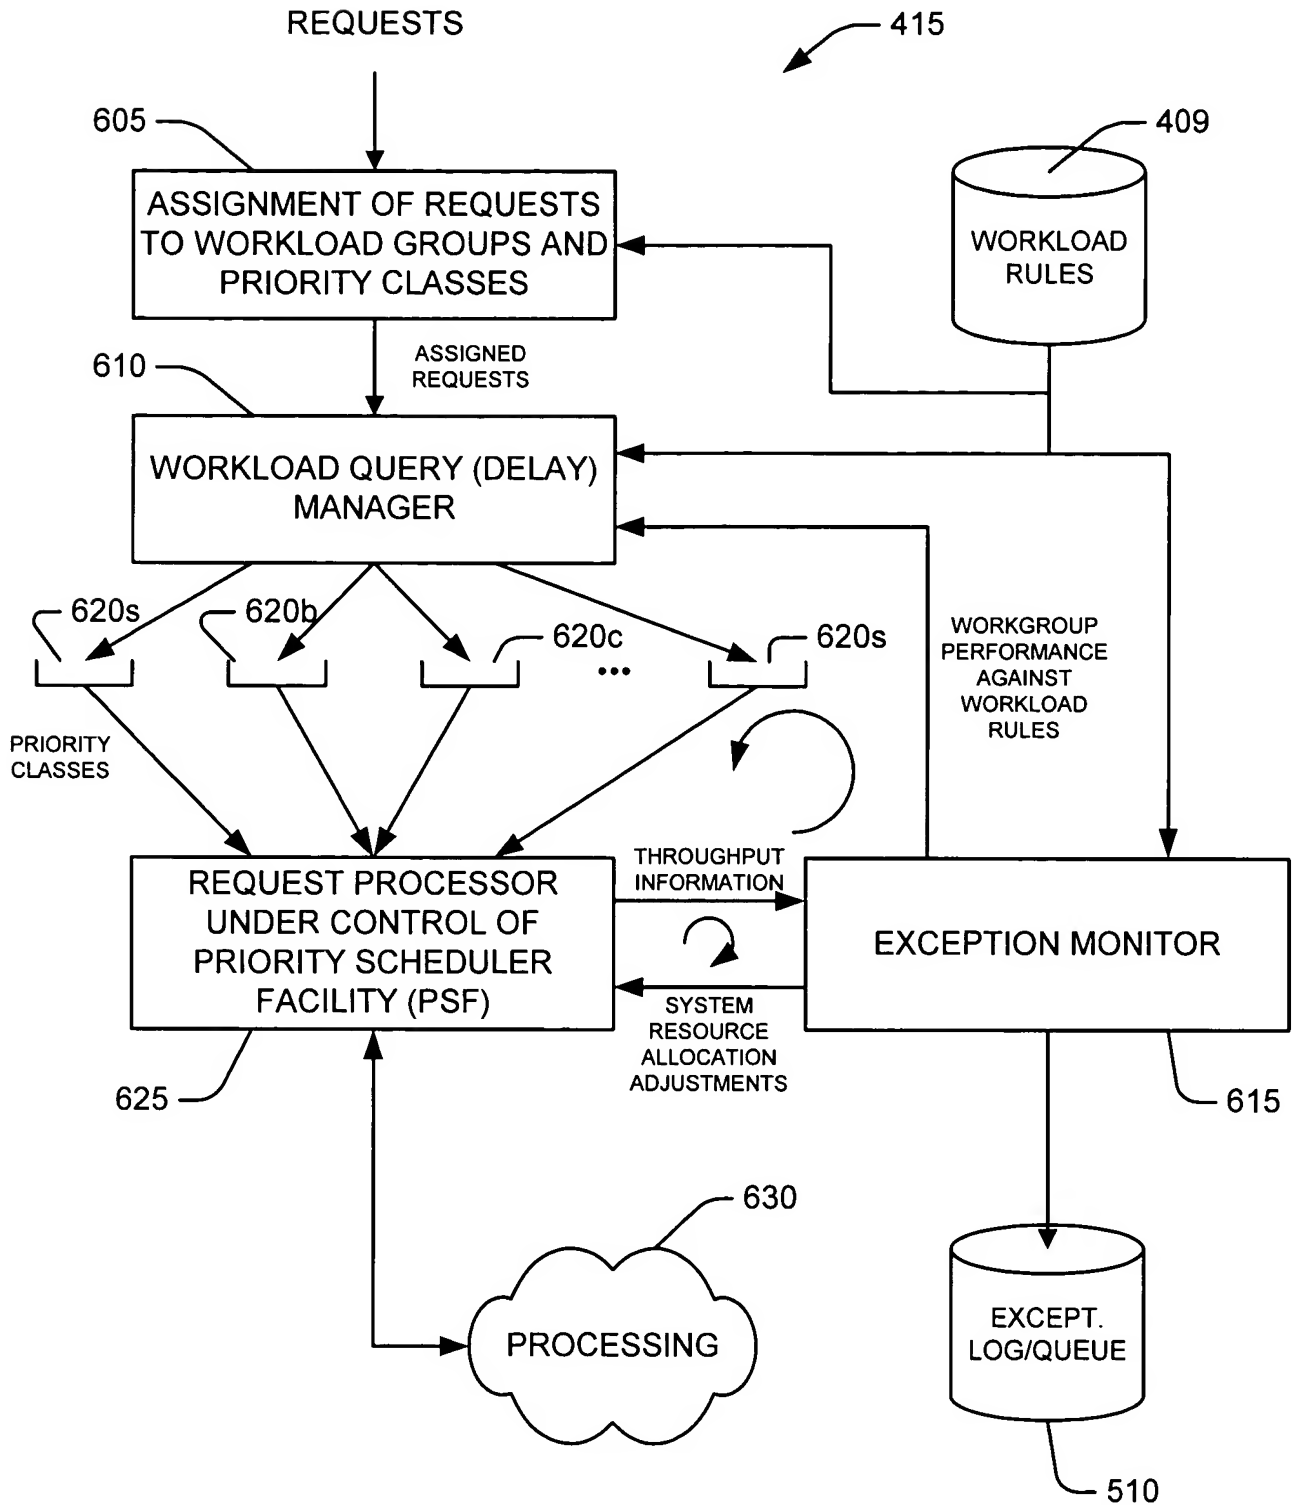 REQUESTS
415
605
409
ASSIGNMENT OF REQUESTS
TO WORKLOAD GROUPS AND
PRIORITY CLASSES
WORKLOAD
RULES
ASSIGNED
REQUESTS
610
WORKLOAD QUERY (DELAY)
MANAGER
620s
620b
620c
...
620s
WORKGROUP
PERFORMANCE
AGAINST
WORKLOAD
RULES
PRIORITY
CLASSES
THROUGHPUT
INFORMATION
REQUEST PROCESSOR
UNDER CONTROL OF
PRIORITY SCHEDULER
FACILITY (PSF)
EXCEPTION MONITOR
SYSTEM
RESOURCE
ALLOCATION
ADJUSTMENTS
625
615
630
PROCESSING
EXCEPT.
LOG/QUEUE
510